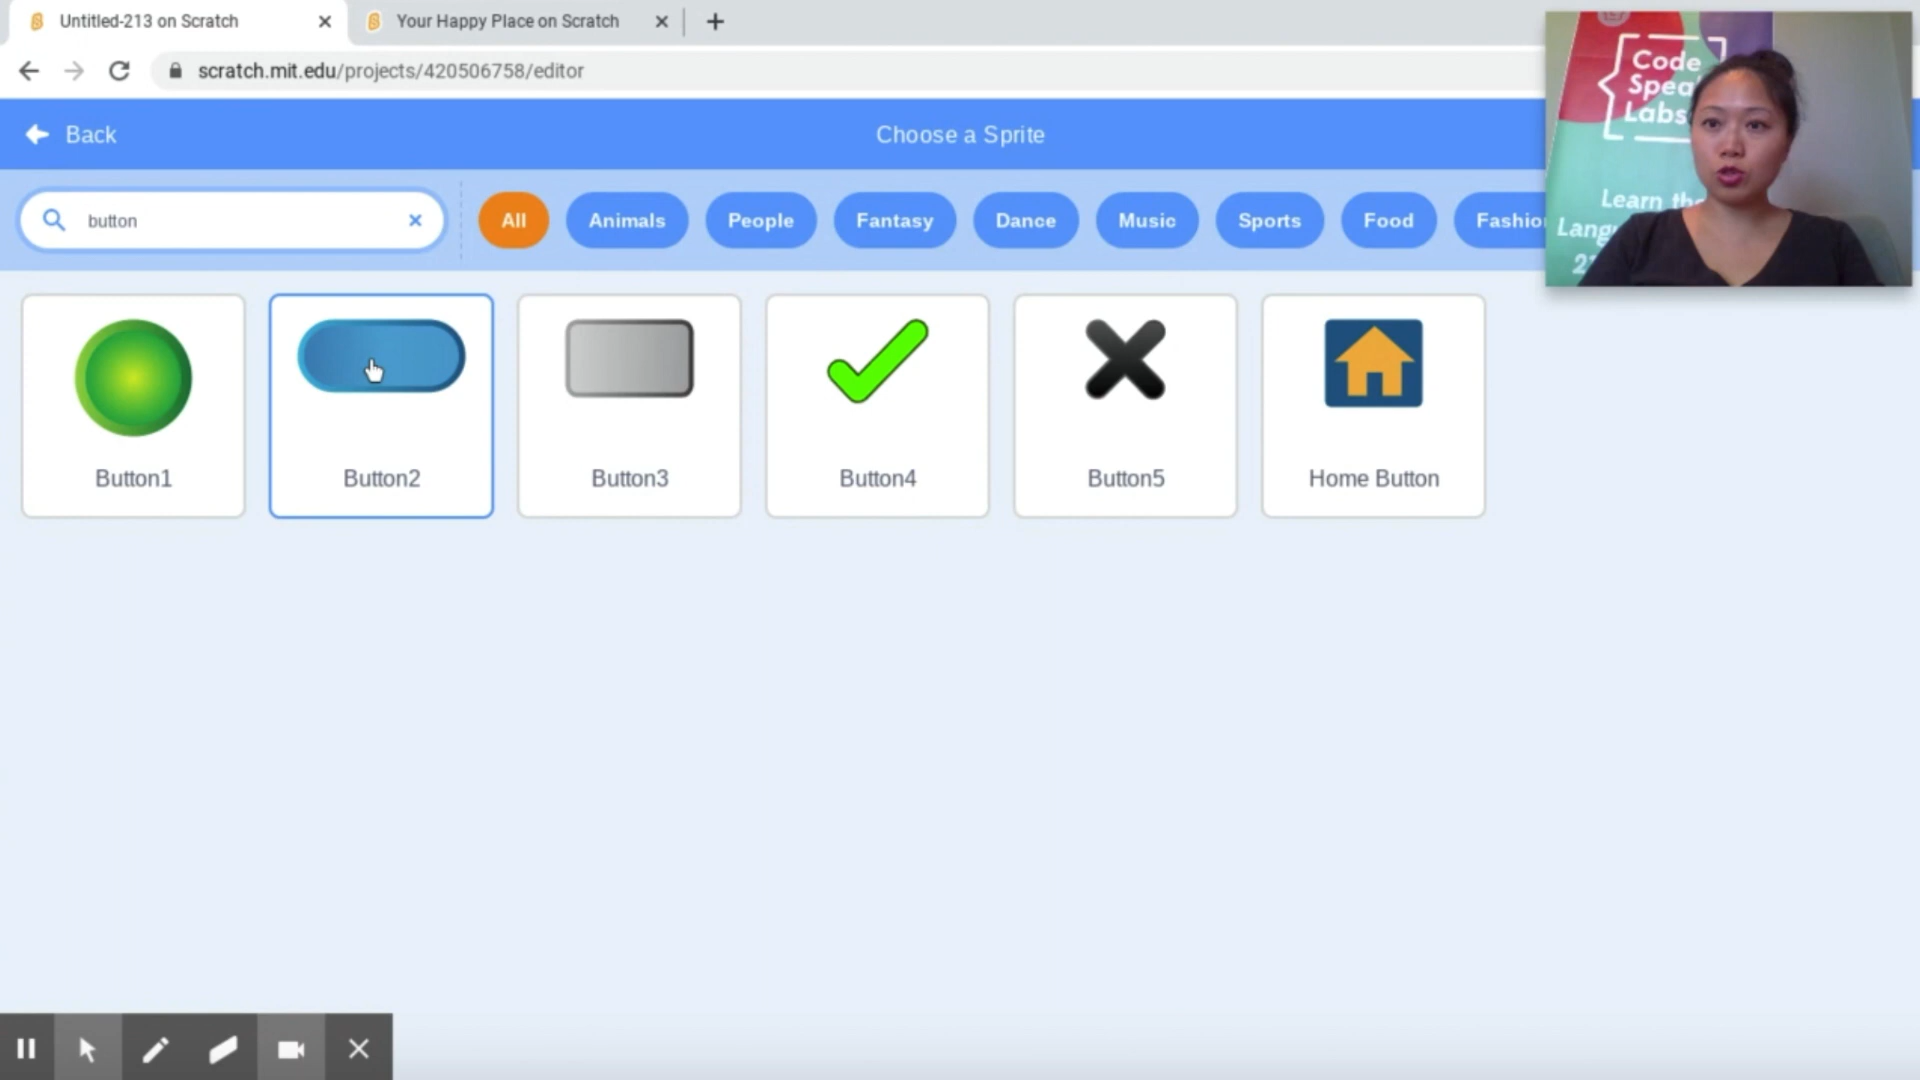 Untitled-213 on Scratch
Your Happy Place on Scratch
scratch.mit.edu/projects/420506758/editor
Back
Choose a Sprite
button
All
Animals
People
Fantasy
Dance
Music
Sports
Food
Code
Labs
Learn
Button1
Button2
Button3
Button4
Button5
Home Button